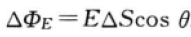 ΔΦ_E = EΔS cos θ